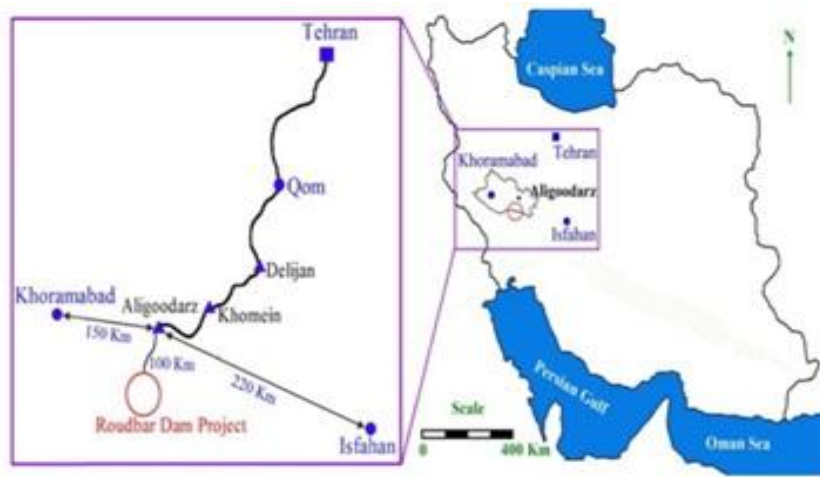 Tehran
Qom
Delijan
Khoramabad
Aligoodarz
Khomein
150 Km
100 Km
220 Km
Roudbar Dam Project
Isfahan
Caspian Sea
N
Tehran
Khoramabad
Aligoodarz
Isfahan
Persian Gulf
Scale
0
400 Km
Oman Sea